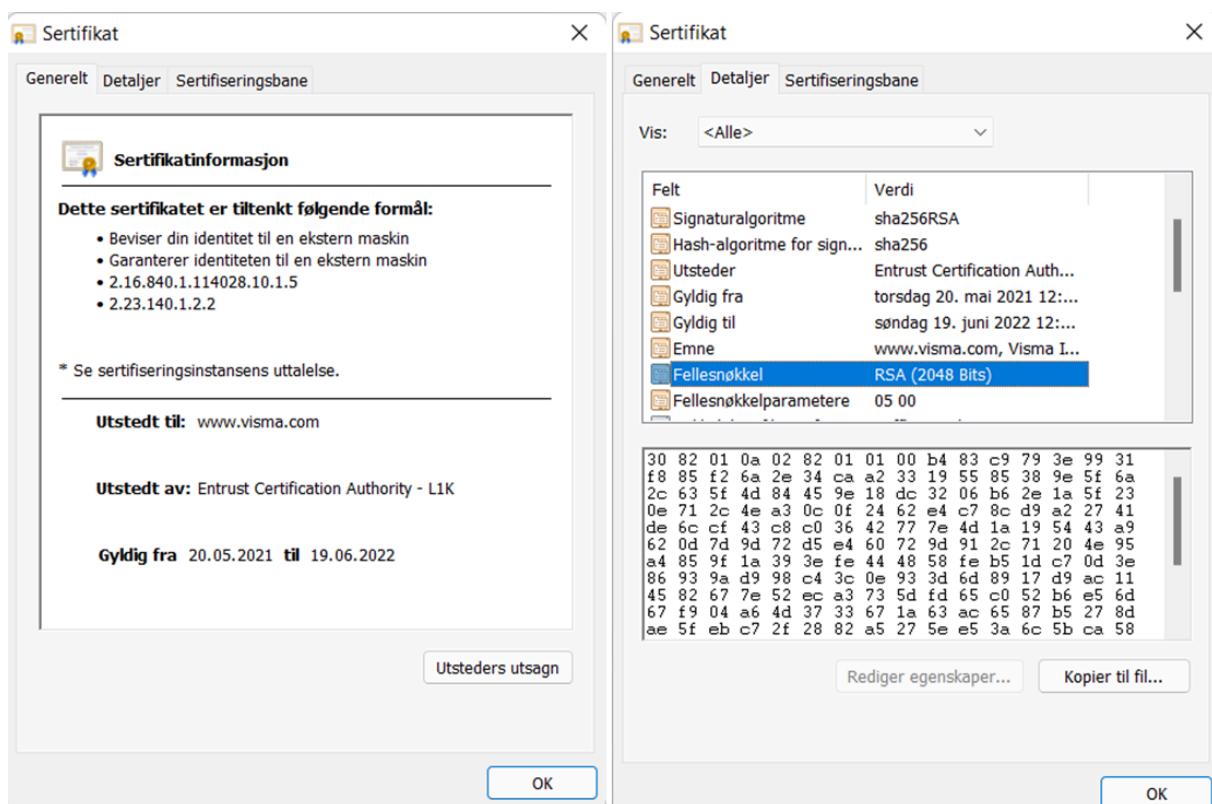 Sertifikat
Generelt Detaljer Sertifiseringsbane
Sertifikatinformasjon
Dette sertifikatet er tiltenkt følgende formål:
• Beviser din identitet til en ekstern maskin
• Garanterer identiteten til en ekstern maskin
• 2.16.840.1.114028.10.1.5
• 2.23.140.1.2.2
* Se sertifiseringsinstansens uttalelse.
Utstedt til: www.visma.com
Utstedt av: Entrust Certification Authority - L1K
Gyldig fra 20.05.2021 til 19.06.2022
Utsteders utsagn
OK
Sertifikat
Generelt Detaljer Sertifiseringsbane
Vis: <Alle>
Felt Verdi
Signaturalgoritme sha256RSA
Hash-algoritme for sign... sha256
Utsteder Entrust Certification Auth...
Gyldig fra torsdag 20. mai 2021 12:...
Gyldig til søndag 19. juni 2022 12:...
Emne www.visma.com, Visma I...
Fellesnøkkel RSA (2048 Bits)
Fellesnøkkelparametere 05 00
30 82 01 0a 02 82 01 01 00 b4 83 c9 79 3e 99 31
f8 85 f2 6a 2e 34 ca a2 33 19 55 85 38 9e 5f 6a
2c 63 5f 4d 84 45 9e 18 dc 32 06 b6 2e 1a 5f 23
0e 71 2c 4e a3 0c 0f 24 62 e4 c7 8c d9 a2 27 41
de 6c cf 43 c8 c0 36 42 77 7e 4d 1a 19 54 43 a9
62 0d 7d 9d 72 d5 e4 60 72 9d 91 2c 71 20 4e 95
a4 85 9f 1a 39 3e fe 44 48 58 fe b5 1d c7 0d 3e
86 93 9a d9 98 c4 3c 0e 93 3d 6d 89 17 d9 ac 11
45 82 67 7e 52 ec a3 73 5d fd 65 c0 52 b6 e5 6d
67 f9 04 a6 4d 37 33 67 1a 63 ac 65 87 b5 27 8d
ae 5f eb c7 2f 28 82 a5 27 5e e5 3a 6c 5b ca 58
Rediger egenskaper... Kopier til fil...
OK